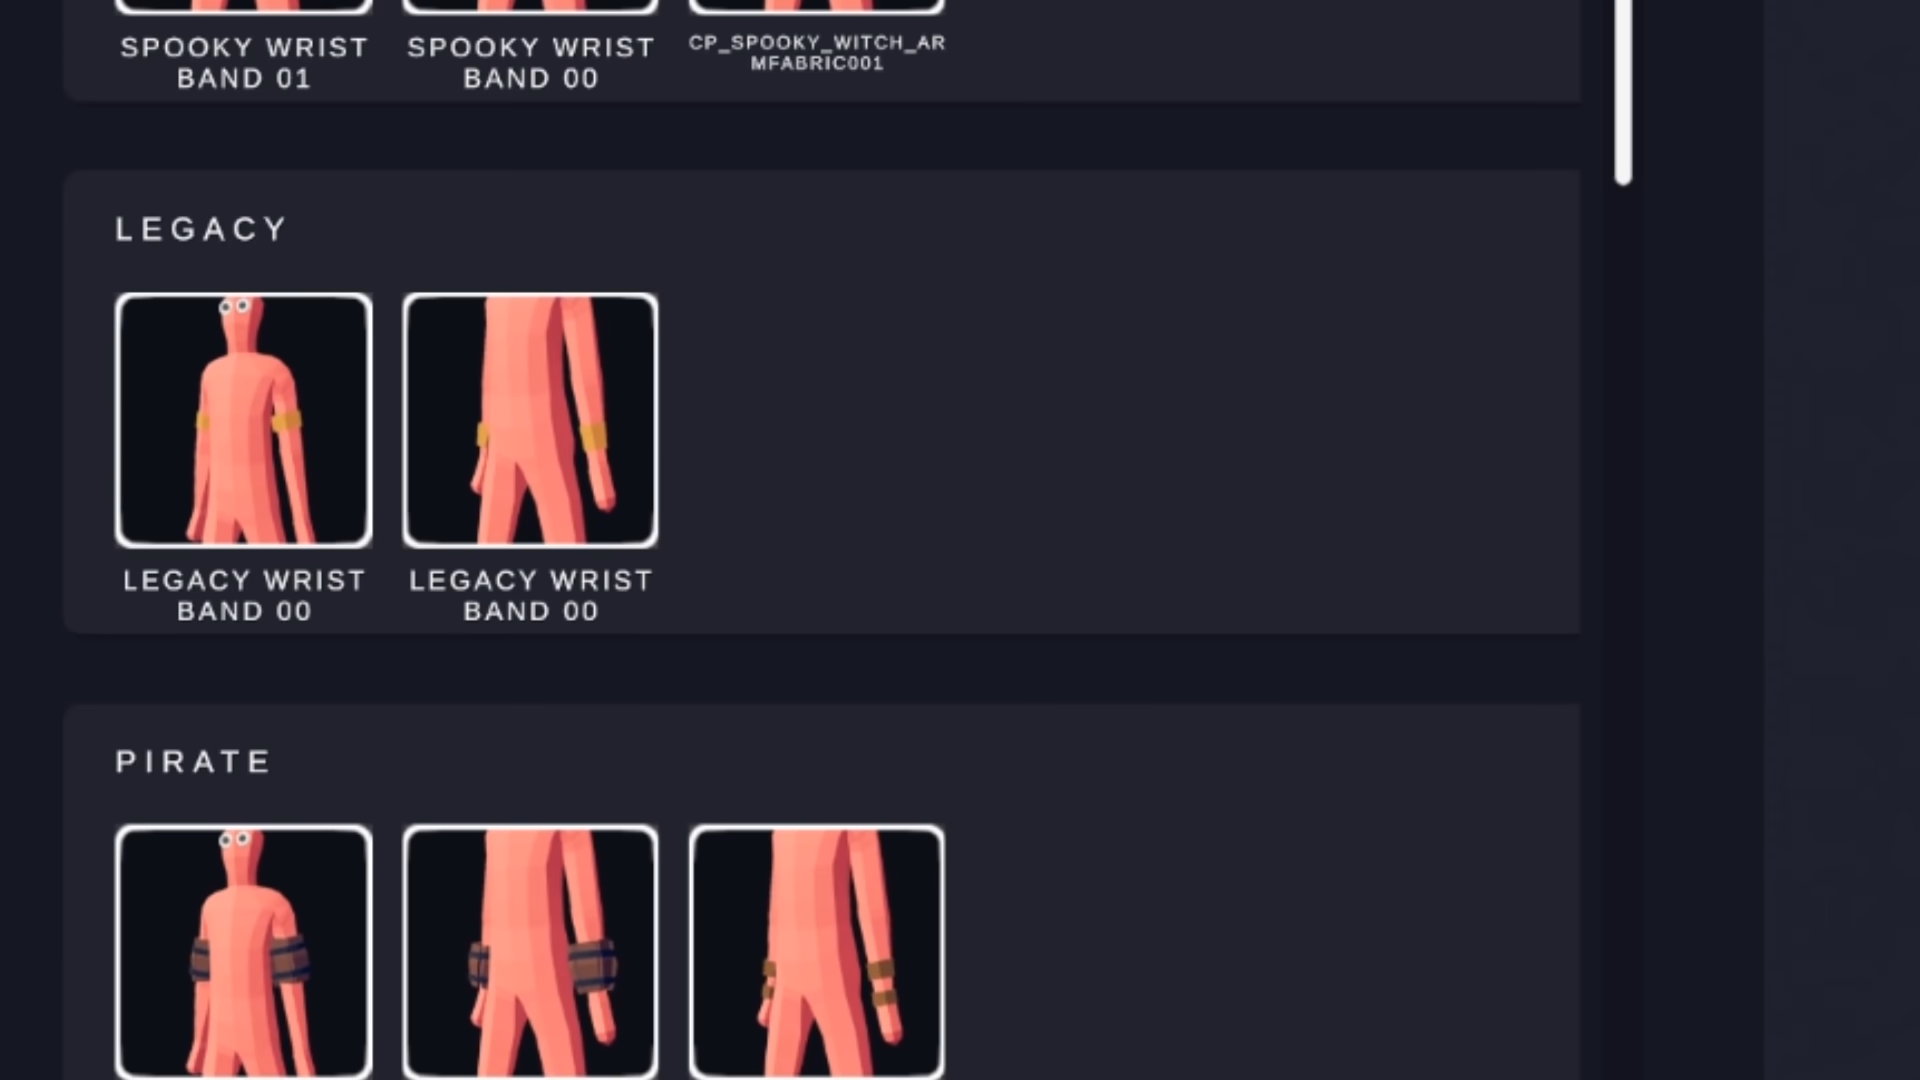 SPOOKY WRIST
BAND 01
SPOOKY WRIST
BAND 00
CP_SPOOKY_WITCH_AR
MFABRIC001
LEGACY
LEGACY WRIST
BAND 00
LEGACY WRIST
BAND 00
PIRATE